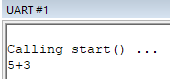 UART #1
Calling start() ...
5+3